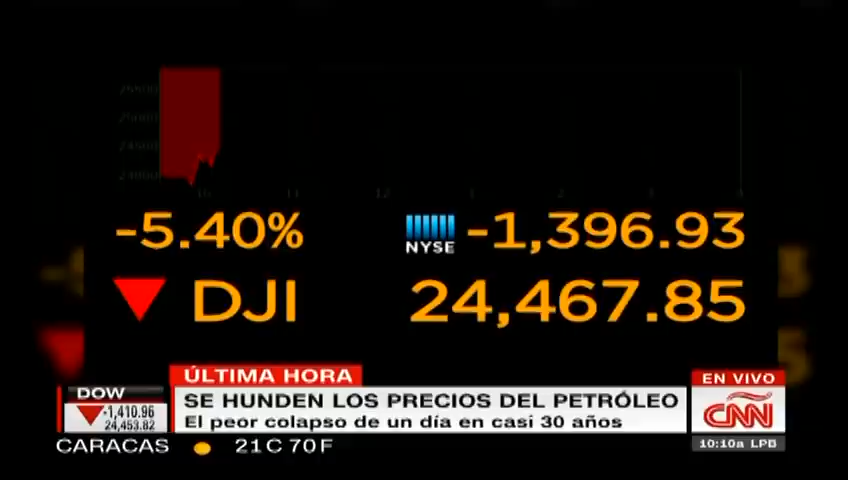 -5.40% NYSE -1,396.93
DJI 24,467.85
ÚLTIMA HORA
SE HUNDEN LOS PRECIOS DEL PETRÓLEO
El peor colapso de un día en casi 30 años
DOW
-1,410.96
24,453.82
EN VIVO
CNN
10:10a LPB
CARACAS 21C 70F